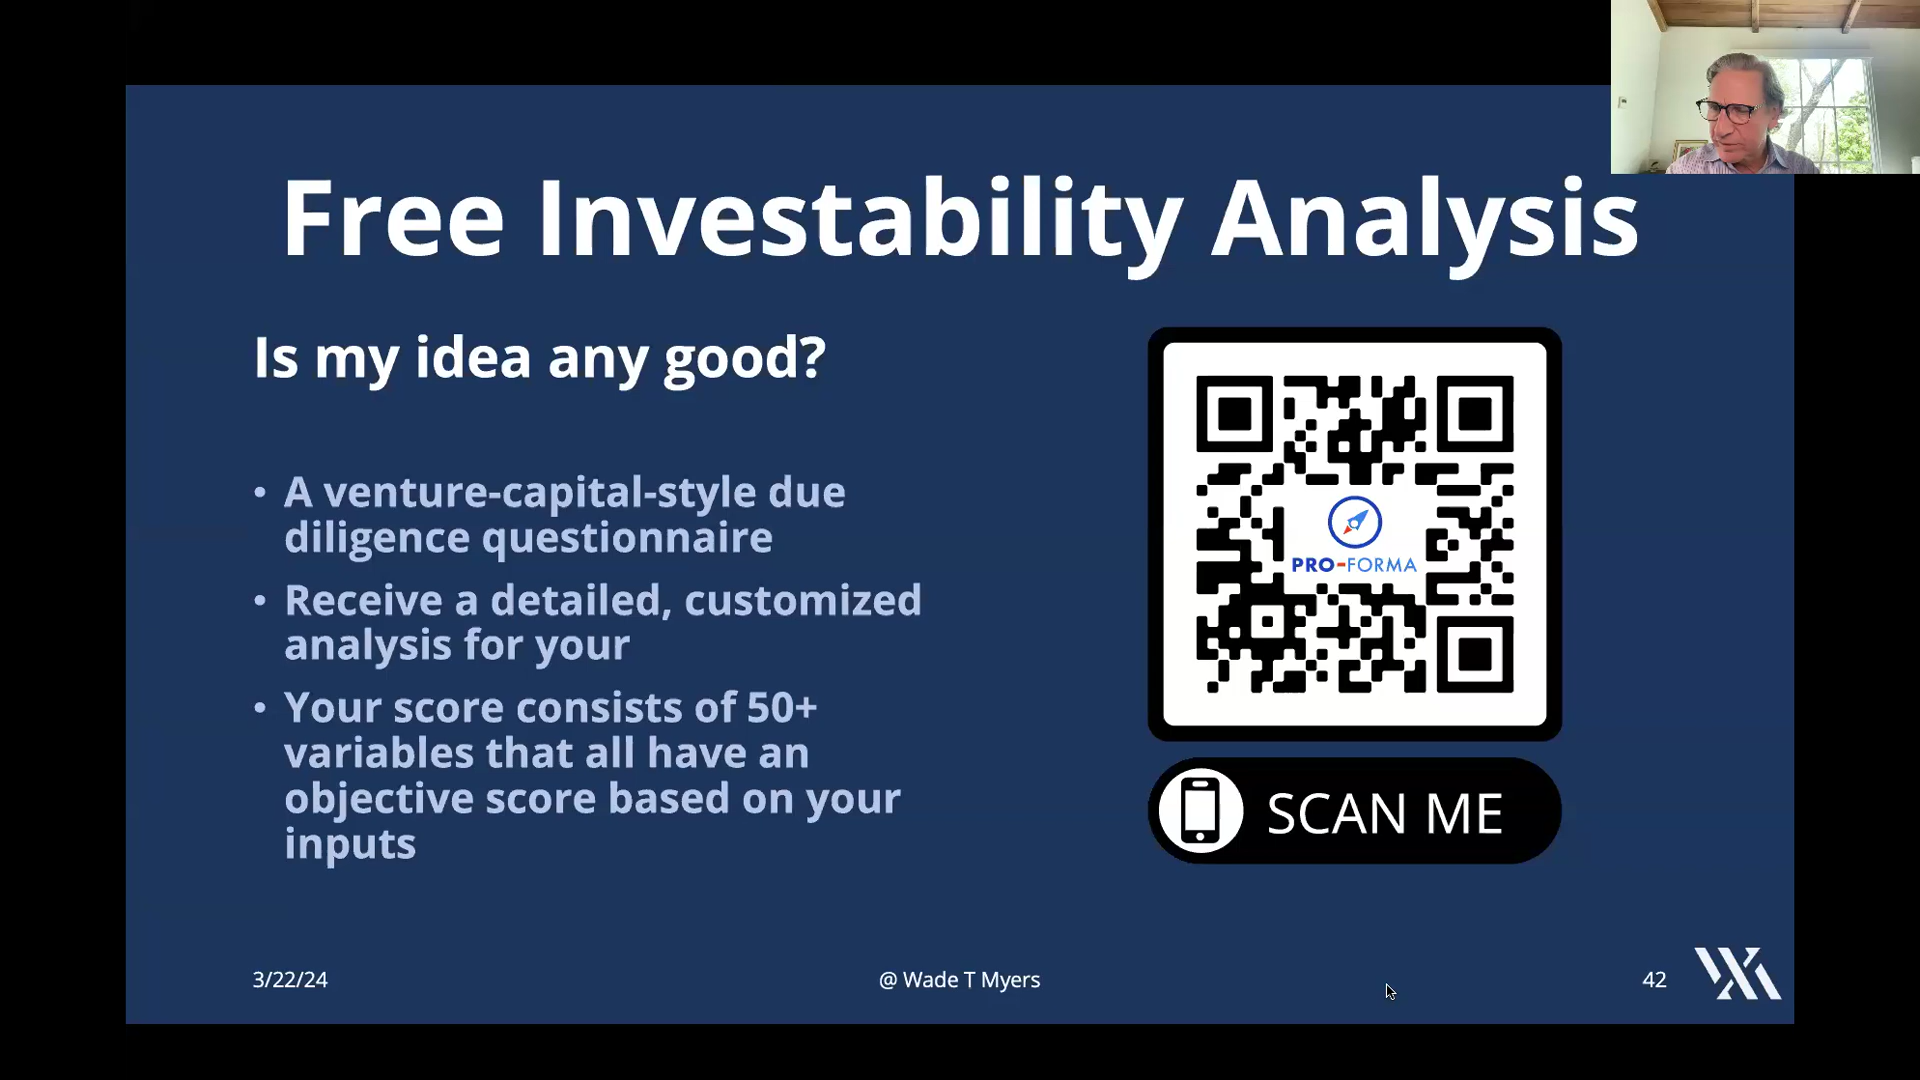 Free Investability Analysis
Is my idea any good?
• A venture-capital-style due
diligence questionnaire
• Receive a detailed, customized
analysis for your
• Your score consists of 50+
variables that all have an
objective score based on your
inputs
PRO-FORMA
SCAN ME
3/22/24
@ Wade T Myers
42